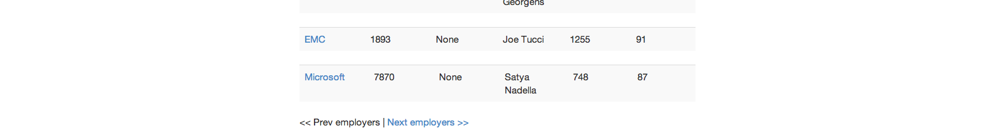 Georgens
EMC 1893 None Joe Tucci 1255 91
Microsoft 7870 None Satya Nadella 748 87
<< Prev employers | Next employers >>